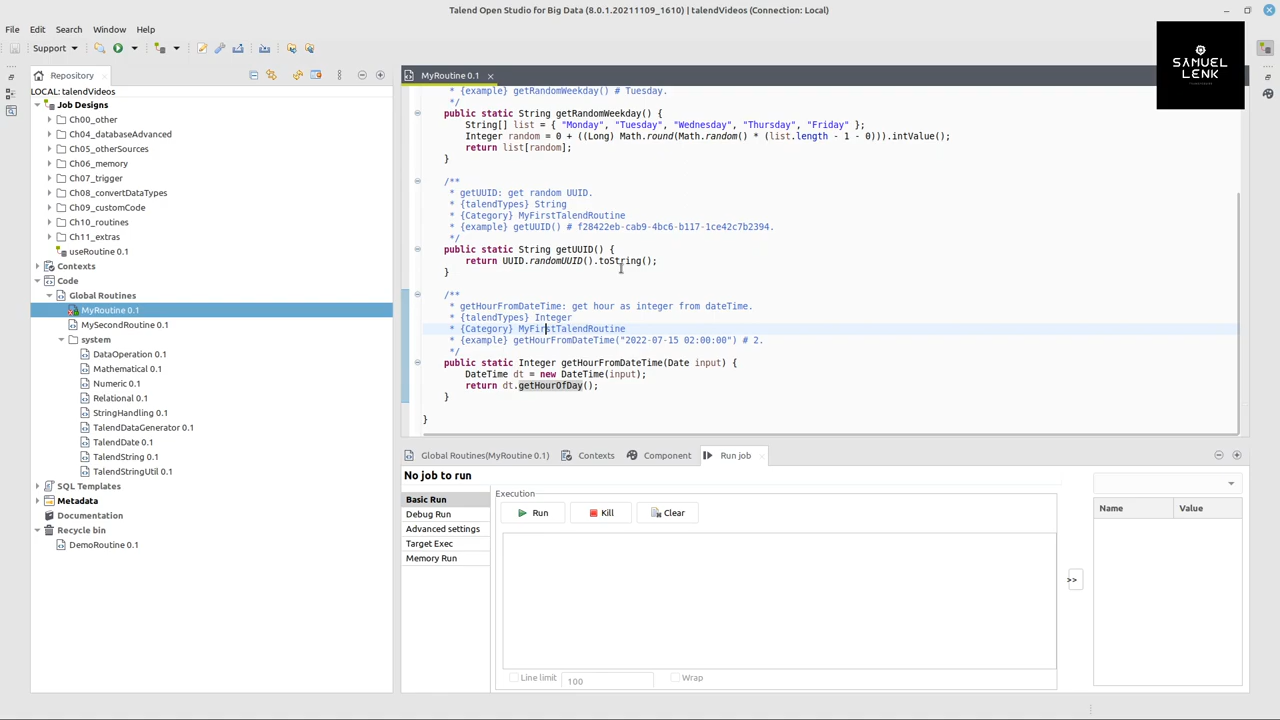 Talend Open Studio for Big Data (8.0.1.20211109_1610) | talendVideos (Connection: Local)
File Edit Search Window Help
Support
SAMUEL
LENK
Repository
LOCAL: talendVideos
Job Designs
Ch00_other
Ch04_databaseAdvanced
Ch05_otherSources
Ch06_memory
Ch07_trigger
Ch08_convertDataTypes
Ch09_customCode
Ch10_routines
Ch11_extras
useRoutine 0.1
Contexts
Code
Global Routines
MyRoutine 0.1
MySecondRoutine 0.1
system
DataOperation 0.1
Mathematical 0.1
Numeric 0.1
Relational 0.1
StringHandling 0.1
TalendDataGenerator 0.1
TalendDate 0.1
TalendString 0.1
TalendStringUtil 0.1
SQL Templates
Metadata
Documentation
Recycle bin
DemoRoutine 0.1
MyRoutine 0.1
* {example} getRandomWeekday() # Tuesday.
*/
public static String getRandomWeekday() {
String[] list = { "Monday", "Tuesday", "Wednesday", "Thursday", "Friday" };
Integer random = 0 + ((Long) Math.round(Math.random() * (list.length - 1 - 0))).intValue();
return list[random];
}
/**
* getUUID: get random UUID.
* {talendTypes} String
* {Category} MyFirstTalendRoutine
* {example} getUUID() # f28422eb-cab9-4bc6-b117-1ce42c7b2394.
*/
public static String getUUID() {
return UUID.randomUUID().toString();
}
/**
* getHourFromDateTime: get hour as integer from dateTime.
* {talendTypes} Integer
* {Category} MyFirstTalendRoutine
* {example} getHourFromDateTime("2022-07-15 02:00:00") # 2.
*/
public static Integer getHourFromDateTime(Date input) {
DateTime dt = new DateTime(input);
return dt.getHourOfDay();
}
}
Global Routines(MyRoutine 0.1) Contexts Component Run job
No job to run
Basic Run
Debug Run
Advanced settings
Target Exec
Memory Run
Execution
Run Kill Clear
Line limit 100 Wrap
>>
Name Value